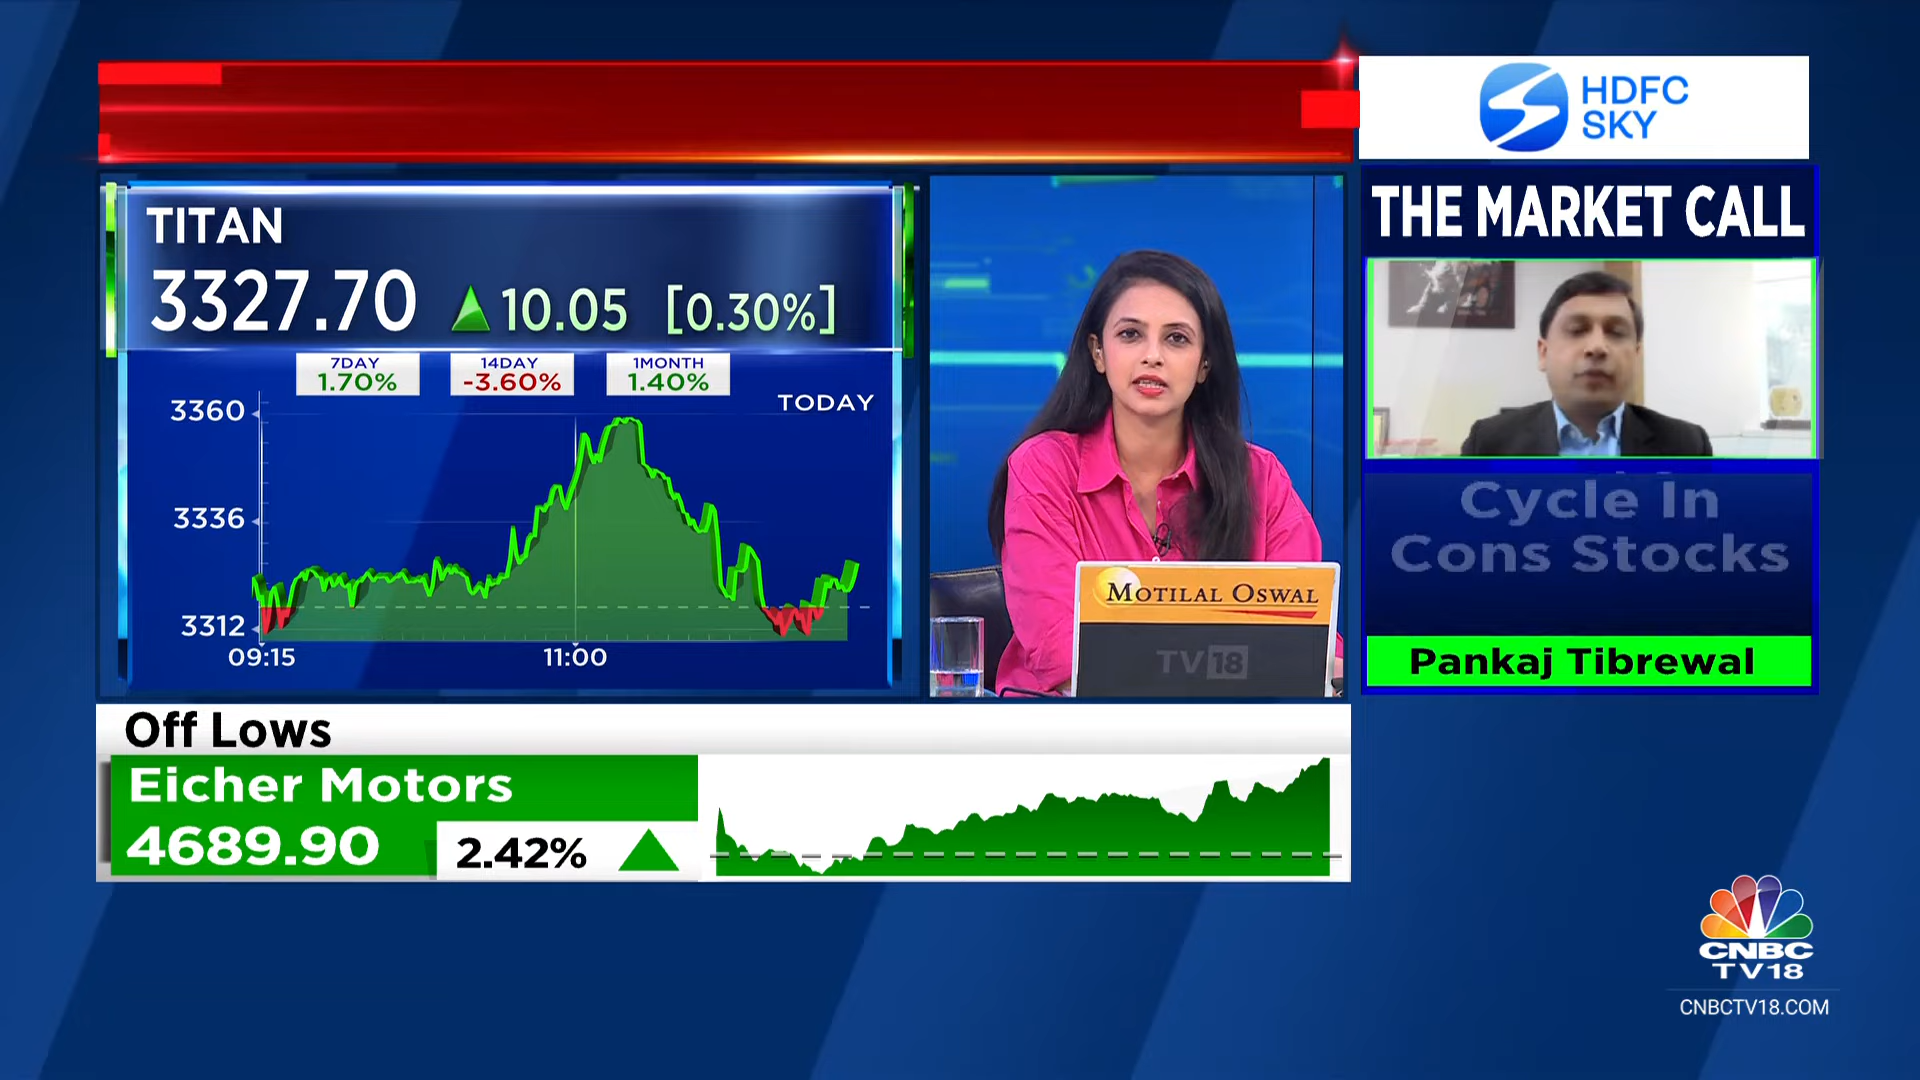 HDFC
SKY
TITAN
3327.70 ▲ 10.05 [0.30%]
7DAY
1.70%
14DAY
-3.60%
1MONTH
1.40%
TODAY
3360
3336
3312
09:15
11:00
MOTILAL OSWAL
TV18
THE MARKET CALL
Cycle In
Cons Stocks
Pankaj Tibrewal
Off Lows
Eicher Motors
4689.90
2.42%
CNBC
TV18
CNBCTV18.COM